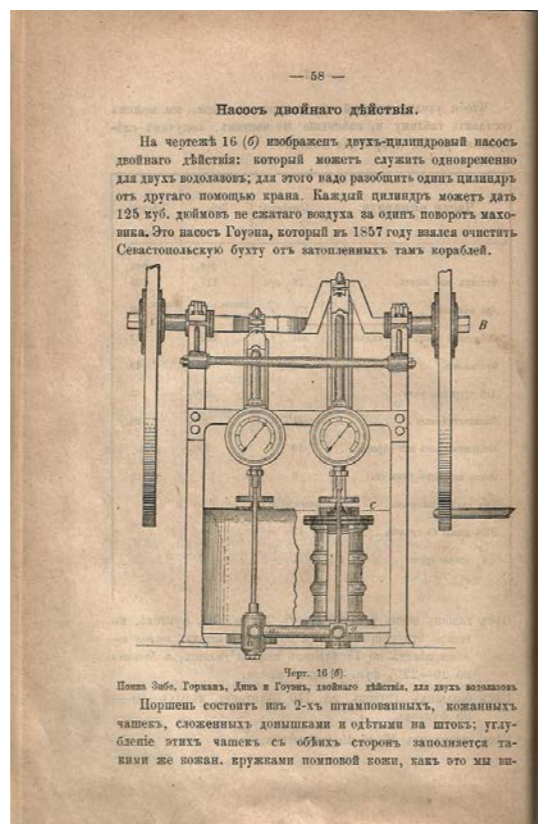 — 58 —
Насосъ двойнаго дѣйствія.
На чертежѣ 16 (б) изображенъ двухъ-цилиндровый насосъ
двойнаго дѣйствія: который можетъ служить одновременно
для двухъ водолазовъ; для этого надо разобщить одинъ цилиндръ
отъ другаго помощью крана. Каждый цилиндръ можетъ дать
125 куб. дюймовъ не сжатаго воздуха за одинъ поворотъ махо-
вика. Это насосъ Гоуэна, который въ 1857 году взялся очистить
Севастопольскую бухту отъ затопленныхъ тамъ кораблей.
B
C
Черт. 16 (б).
Помпа Зибе, Горманъ, Динъ и Гоуэнъ, двойнаго дѣйствія, для двухъ водолазовъ
Поршень состоитъ изъ 2-хъ штампованныхъ, кожанныхъ
чашекъ, сложенныхъ донышками и одѣтыми на штокъ; углу-
бленіе этихъ чашекъ съ обѣихъ сторонъ заполняется та-
кими же кожан. кружками помповой кожи, какъ это мы ви-